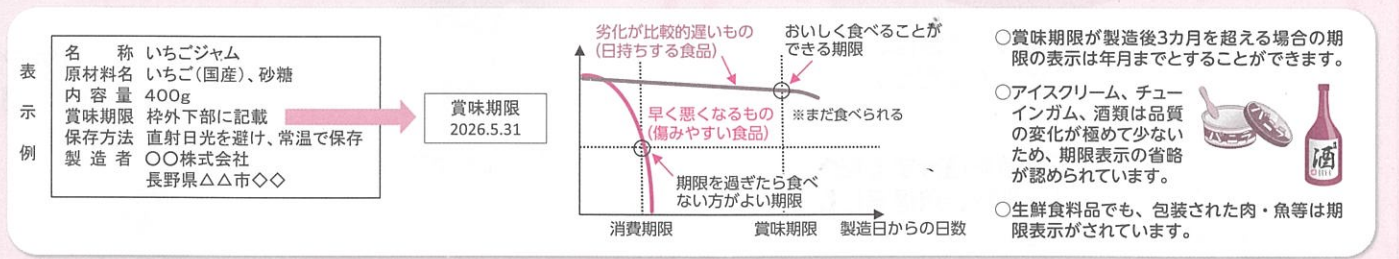 表示例
名　　称 いちごジャム
原材料名 いちご(国産)、砂糖
内容量 400g
賞味期限 枠外下部に記載
保存方法 直射日光を避け、常温で保存
製造者 〇〇株式会社
長野県△△市◇◇
賞味期限
2026.5.31
劣化が比較的遅いもの
(日持ちする食品)
おいしく食べることが
できる期限
早く悪くなるもの
(傷みやすい食品)
※まだ食べられる
期限を過ぎたら食べ
ない方がよい期限
消費期限
賞味期限
製造日からの日数
○賞味期限が製造後3カ月を超える場合の期
限の表示は年月までとすることができます。
○アイスクリーム、チュー
インガム、酒類は品質
の変化が極めて少ない
ため、期限表示の省略
が認められています。
バニラ
酒
○生鮮食料品でも、包装された肉・魚等は期
限表示がされています。